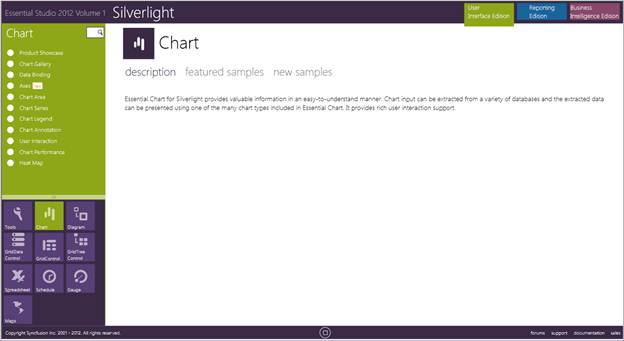 Essential Studio 2012 Volume 1 Silverlight
User
Interface Edition
Reporting
Edition
Business
Intelligence Edition
Chart
Product Showcase
Chart Gallery
Data Binding
Axes
Chart Area
Chart Series
Chart Legend
Chart Annotation
User Interaction
Chart Performance
Heat Map
Chart
description featured samples new samples
Essential Chart for Silverlight provides valuable information in an easy-to-understand manner. Chart input can be extracted from a variety of databases and the extracted data
can be presented using one of the many chart types included in Essential Chart. It provides rich user interaction support.
Tools
Chart
Diagram
GridData
Control
GridControl
GridTree
Control
Spreadsheet
Schedule
Gauge
Maps
Copyright Syncfusion Inc. 2001 - 2012. All rights reserved.
forums support documentation sales